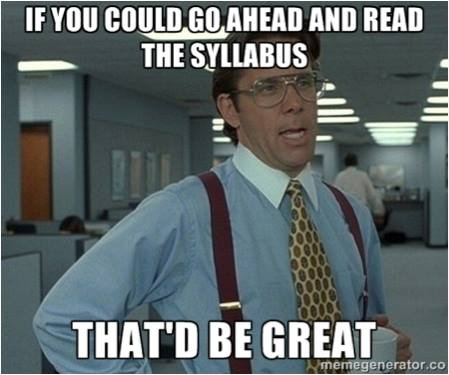 IF YOU COULD GO AHEAD AND READ
THE SYLLABUS
THAT'D BE GREAT
memegenerator.co